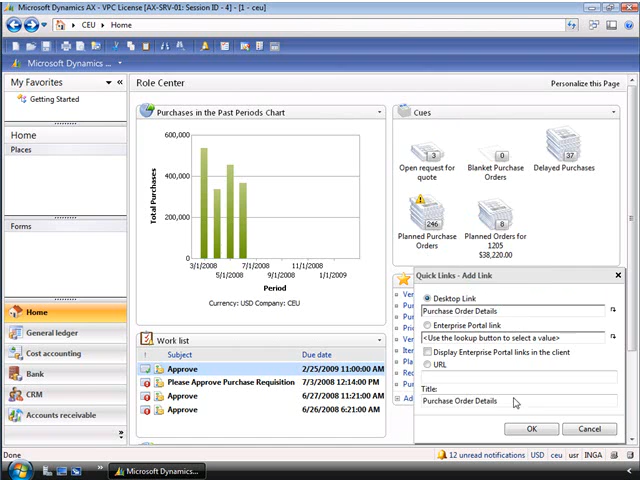 Microsoft Dynamics AX - VPC License [AX-SRV-01: Session ID - 4] - [1 - ceu]
CEU
Home
Microsoft Dynamics ...
My Favorites
Getting Started
Home
Places
Forms
Home
General ledger
Cost accounting
Bank
CRM
Accounts receivable
Role Center
Personalize this Page
Purchases in the Past Periods Chart
600,000
400,000
200,000
0
Total Purchases
3/1/2008
7/1/2008
11/1/2008
5/1/2008
9/1/2008
1/1/2009
Period
Currency: USD Company: CEU
Work list
!
Subject
Due date
Approve
2/25/2009 11:00:00 AM
Please Approve Purchase Requisition
7/3/2008 12:14:00 PM
Approve
6/27/2008 11:21:00 AM
Approve
6/26/2008 6:21:00 AM
Cues
3
Open request for
quote
0
Blanket Purchase
Orders
37
Delayed Purchases
246
Planned Purchase
Orders
8
Planned Orders for
1205
$38,220.00
Quick Links - Add Link
Desktop Link
Purchase Order Details
Enterprise Portal link
<Use the lookup button to select a value>
Display Enterprise Portal links in the client
URL
Title:
Purchase Order Details
OK
Cancel
Done
12 unread notifications
USD
ceu
usr
INGA
Microsoft Dynamics...